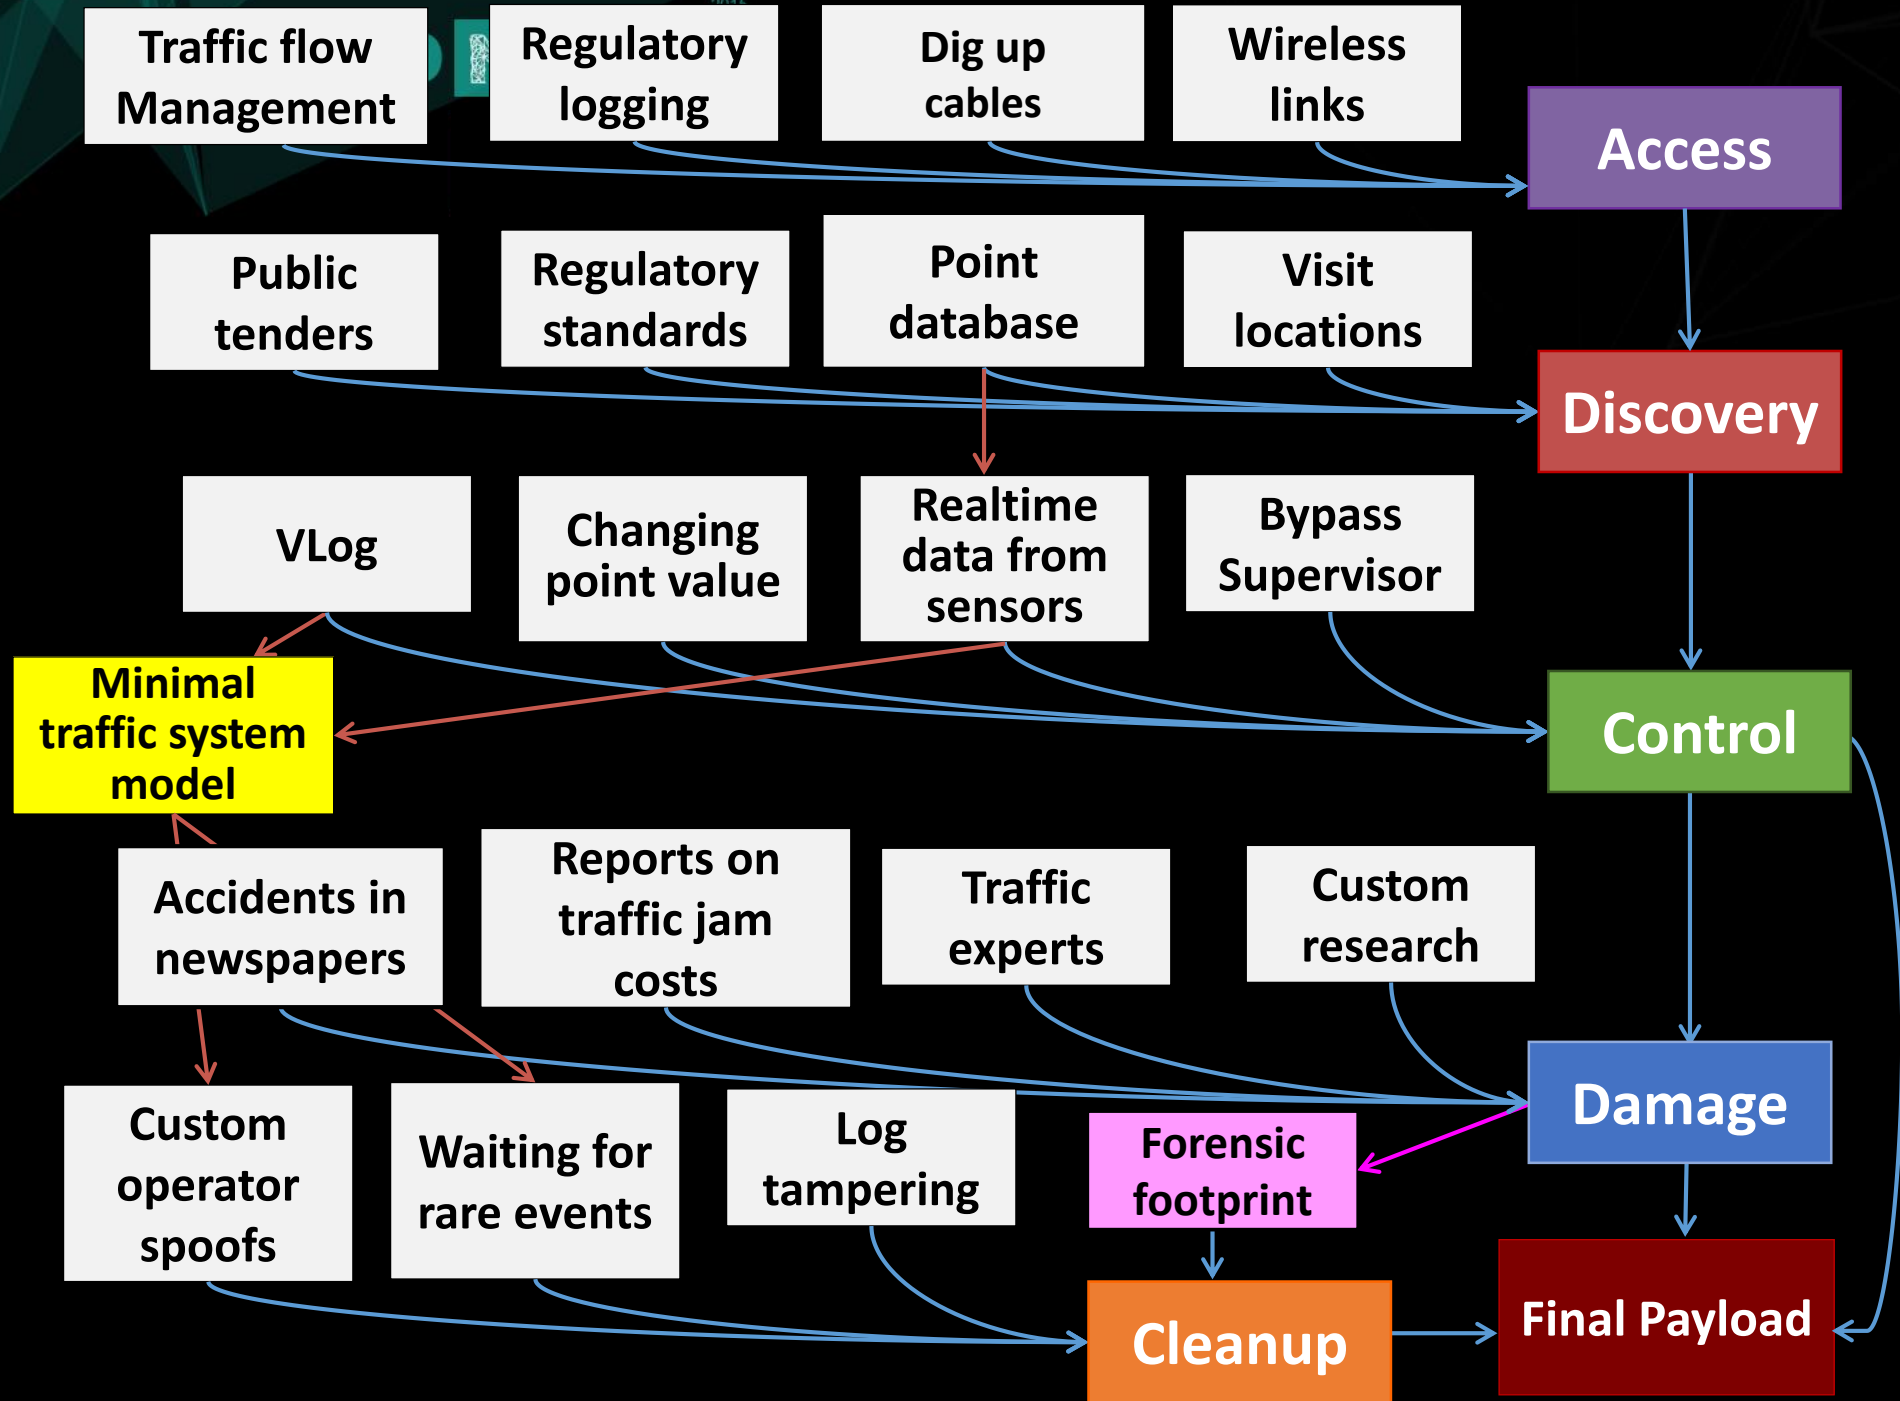 Traffic flow
Management
Regulatory
logging
Dig up
cables
Wireless
links
Access
Public
tenders
Regulatory
standards
Point
database
Visit
locations
Discovery
VLog
Changing
point value
Realtime
data from
sensors
Bypass
Supervisor
Minimal
traffic system
model
Control
Accidents in
newspapers
Reports on
traffic jam
costs
Traffic
experts
Custom
research
Damage
Custom
operator
spoofs
Waiting for
rare events
Log
tampering
Forensic
footprint
Cleanup
Final Payload